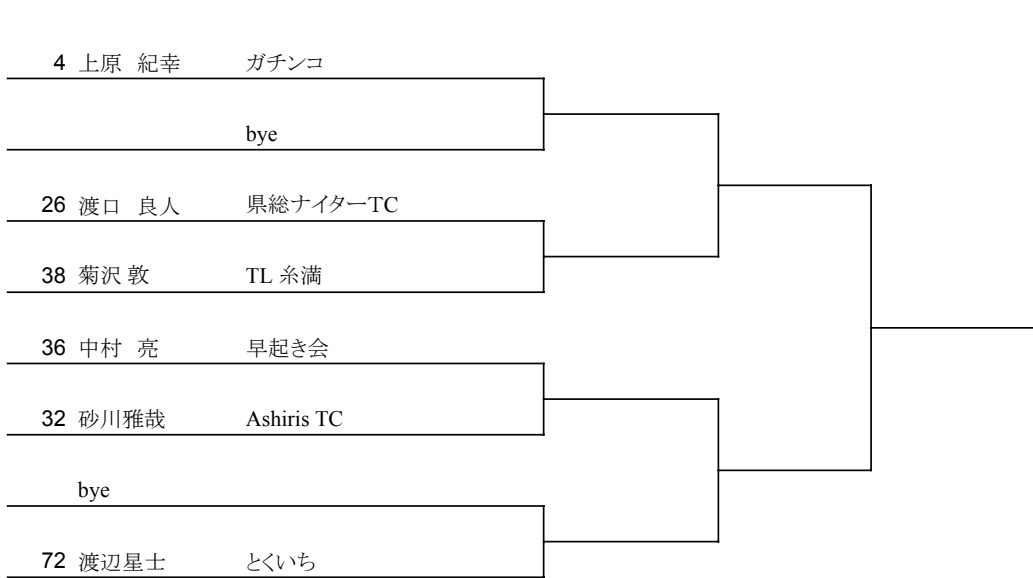 4 上原 紀幸 ガチンコ
bye
26 渡口 良人 県総ナイターTC
38 菊沢 敦 TL 糸満
36 中村 亮 早起き会
32 砂川雅哉 Ashiris TC
bye
72 渡辺星士 とくいち